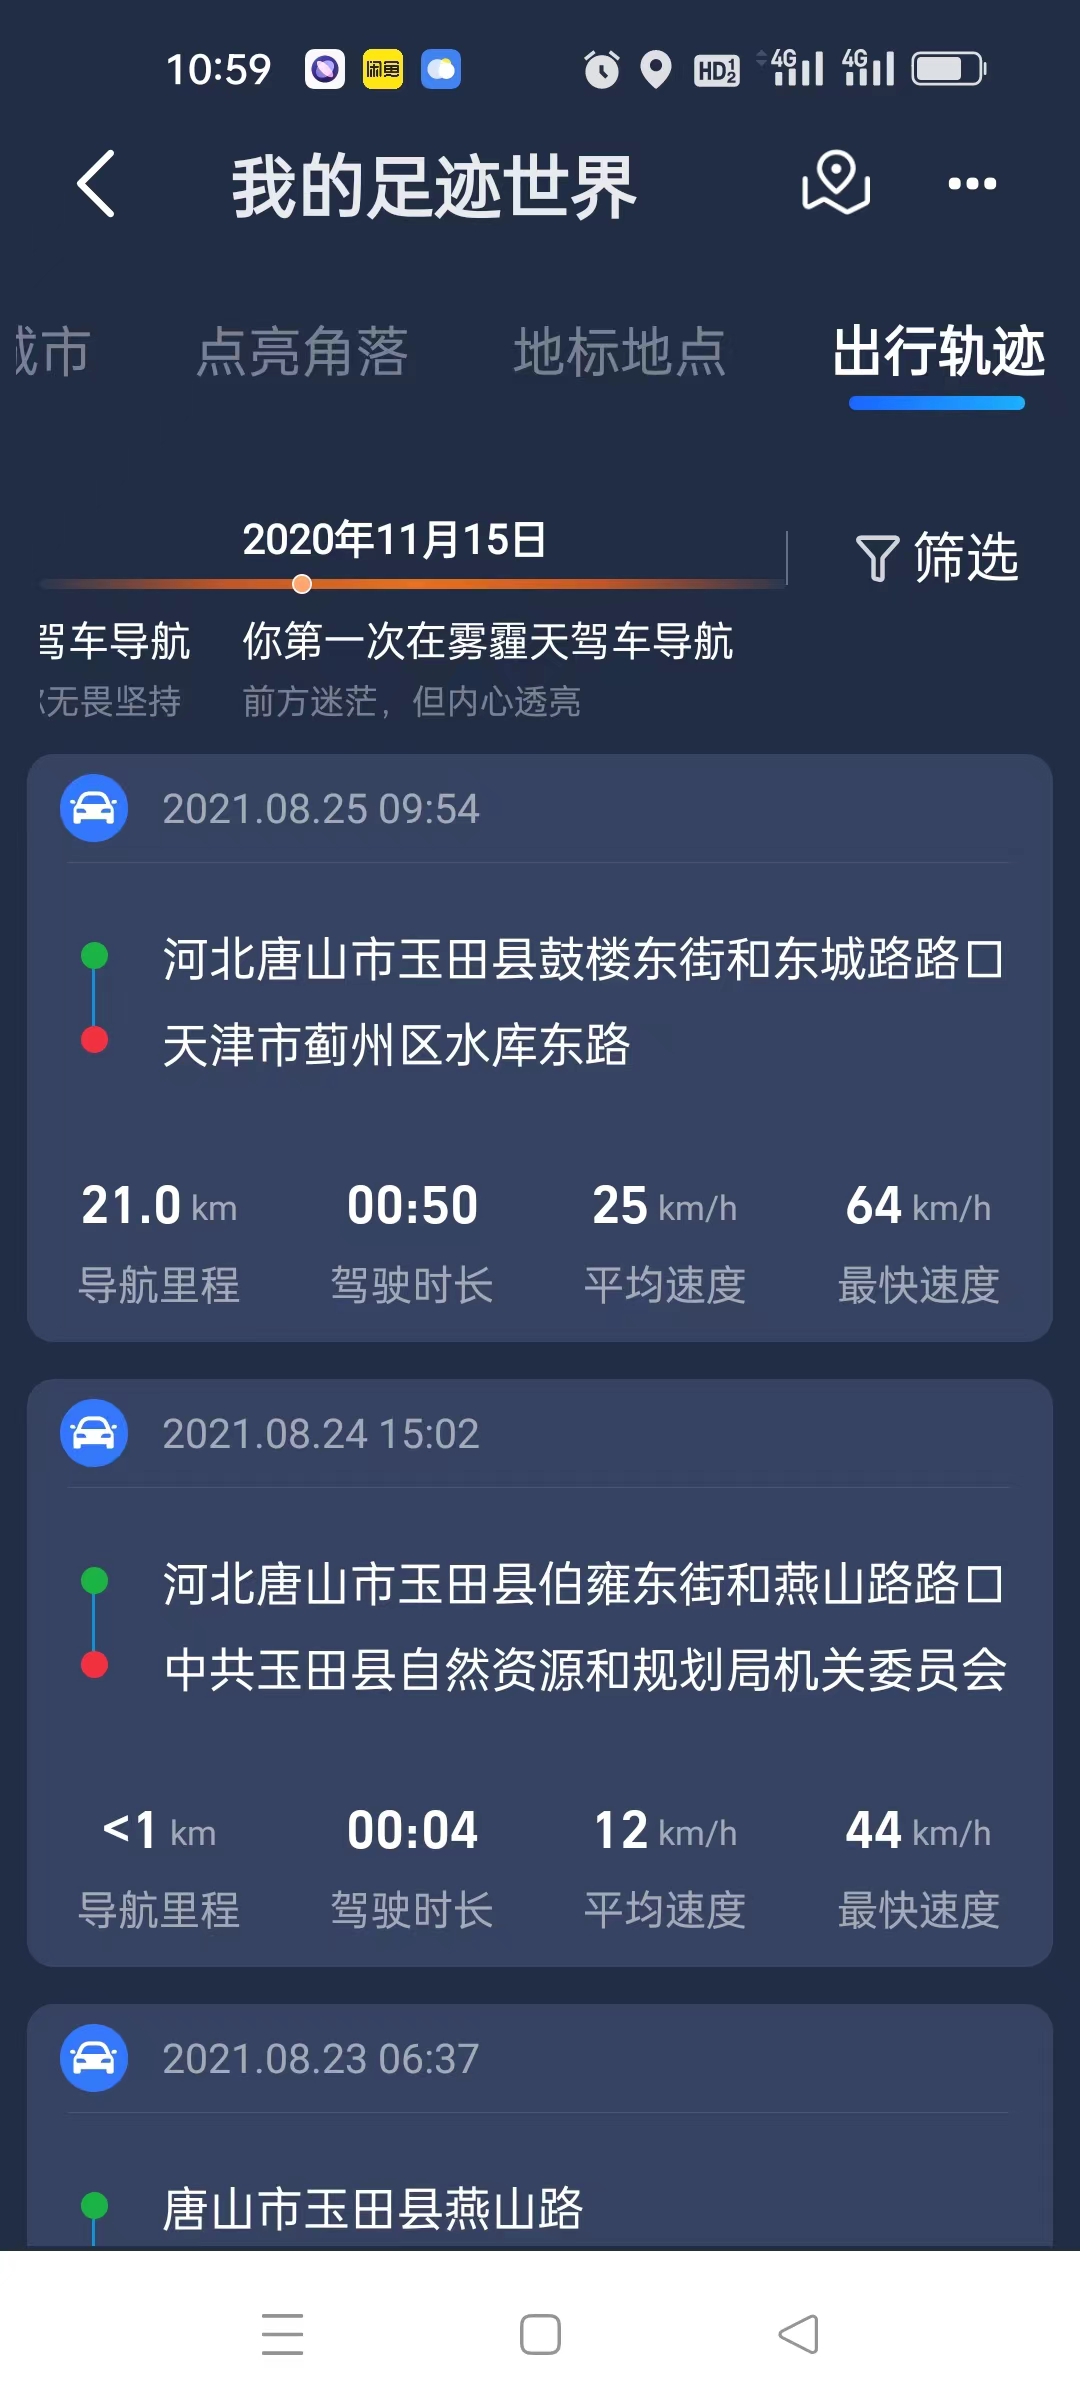 10:59 闲鱼 HD 1 2 4G 4G
我的足迹世界
城市 点亮角落 地标地点 出行轨迹
2020年11月15日
筛选
驾车导航 你第一次在雾霾天驾车导航
无畏坚持 前方迷茫，但内心透亮
2021.08.25 09:54
河北唐山市玉田县鼓楼东街和东城路路口
天津市蓟州区水库东路
21.0 km 00:50 25 km/h 64 km/h
导航里程 驾驶时长 平均速度 最快速度
2021.08.24 15:02
河北唐山市玉田县伯雍东街和燕山路路口
中共玉田县自然资源和规划局机关委员会
<1 km 00:04 12 km/h 44 km/h
导航里程 驾驶时长 平均速度 最快速度
2021.08.23 06:37
唐山市玉田县燕山路